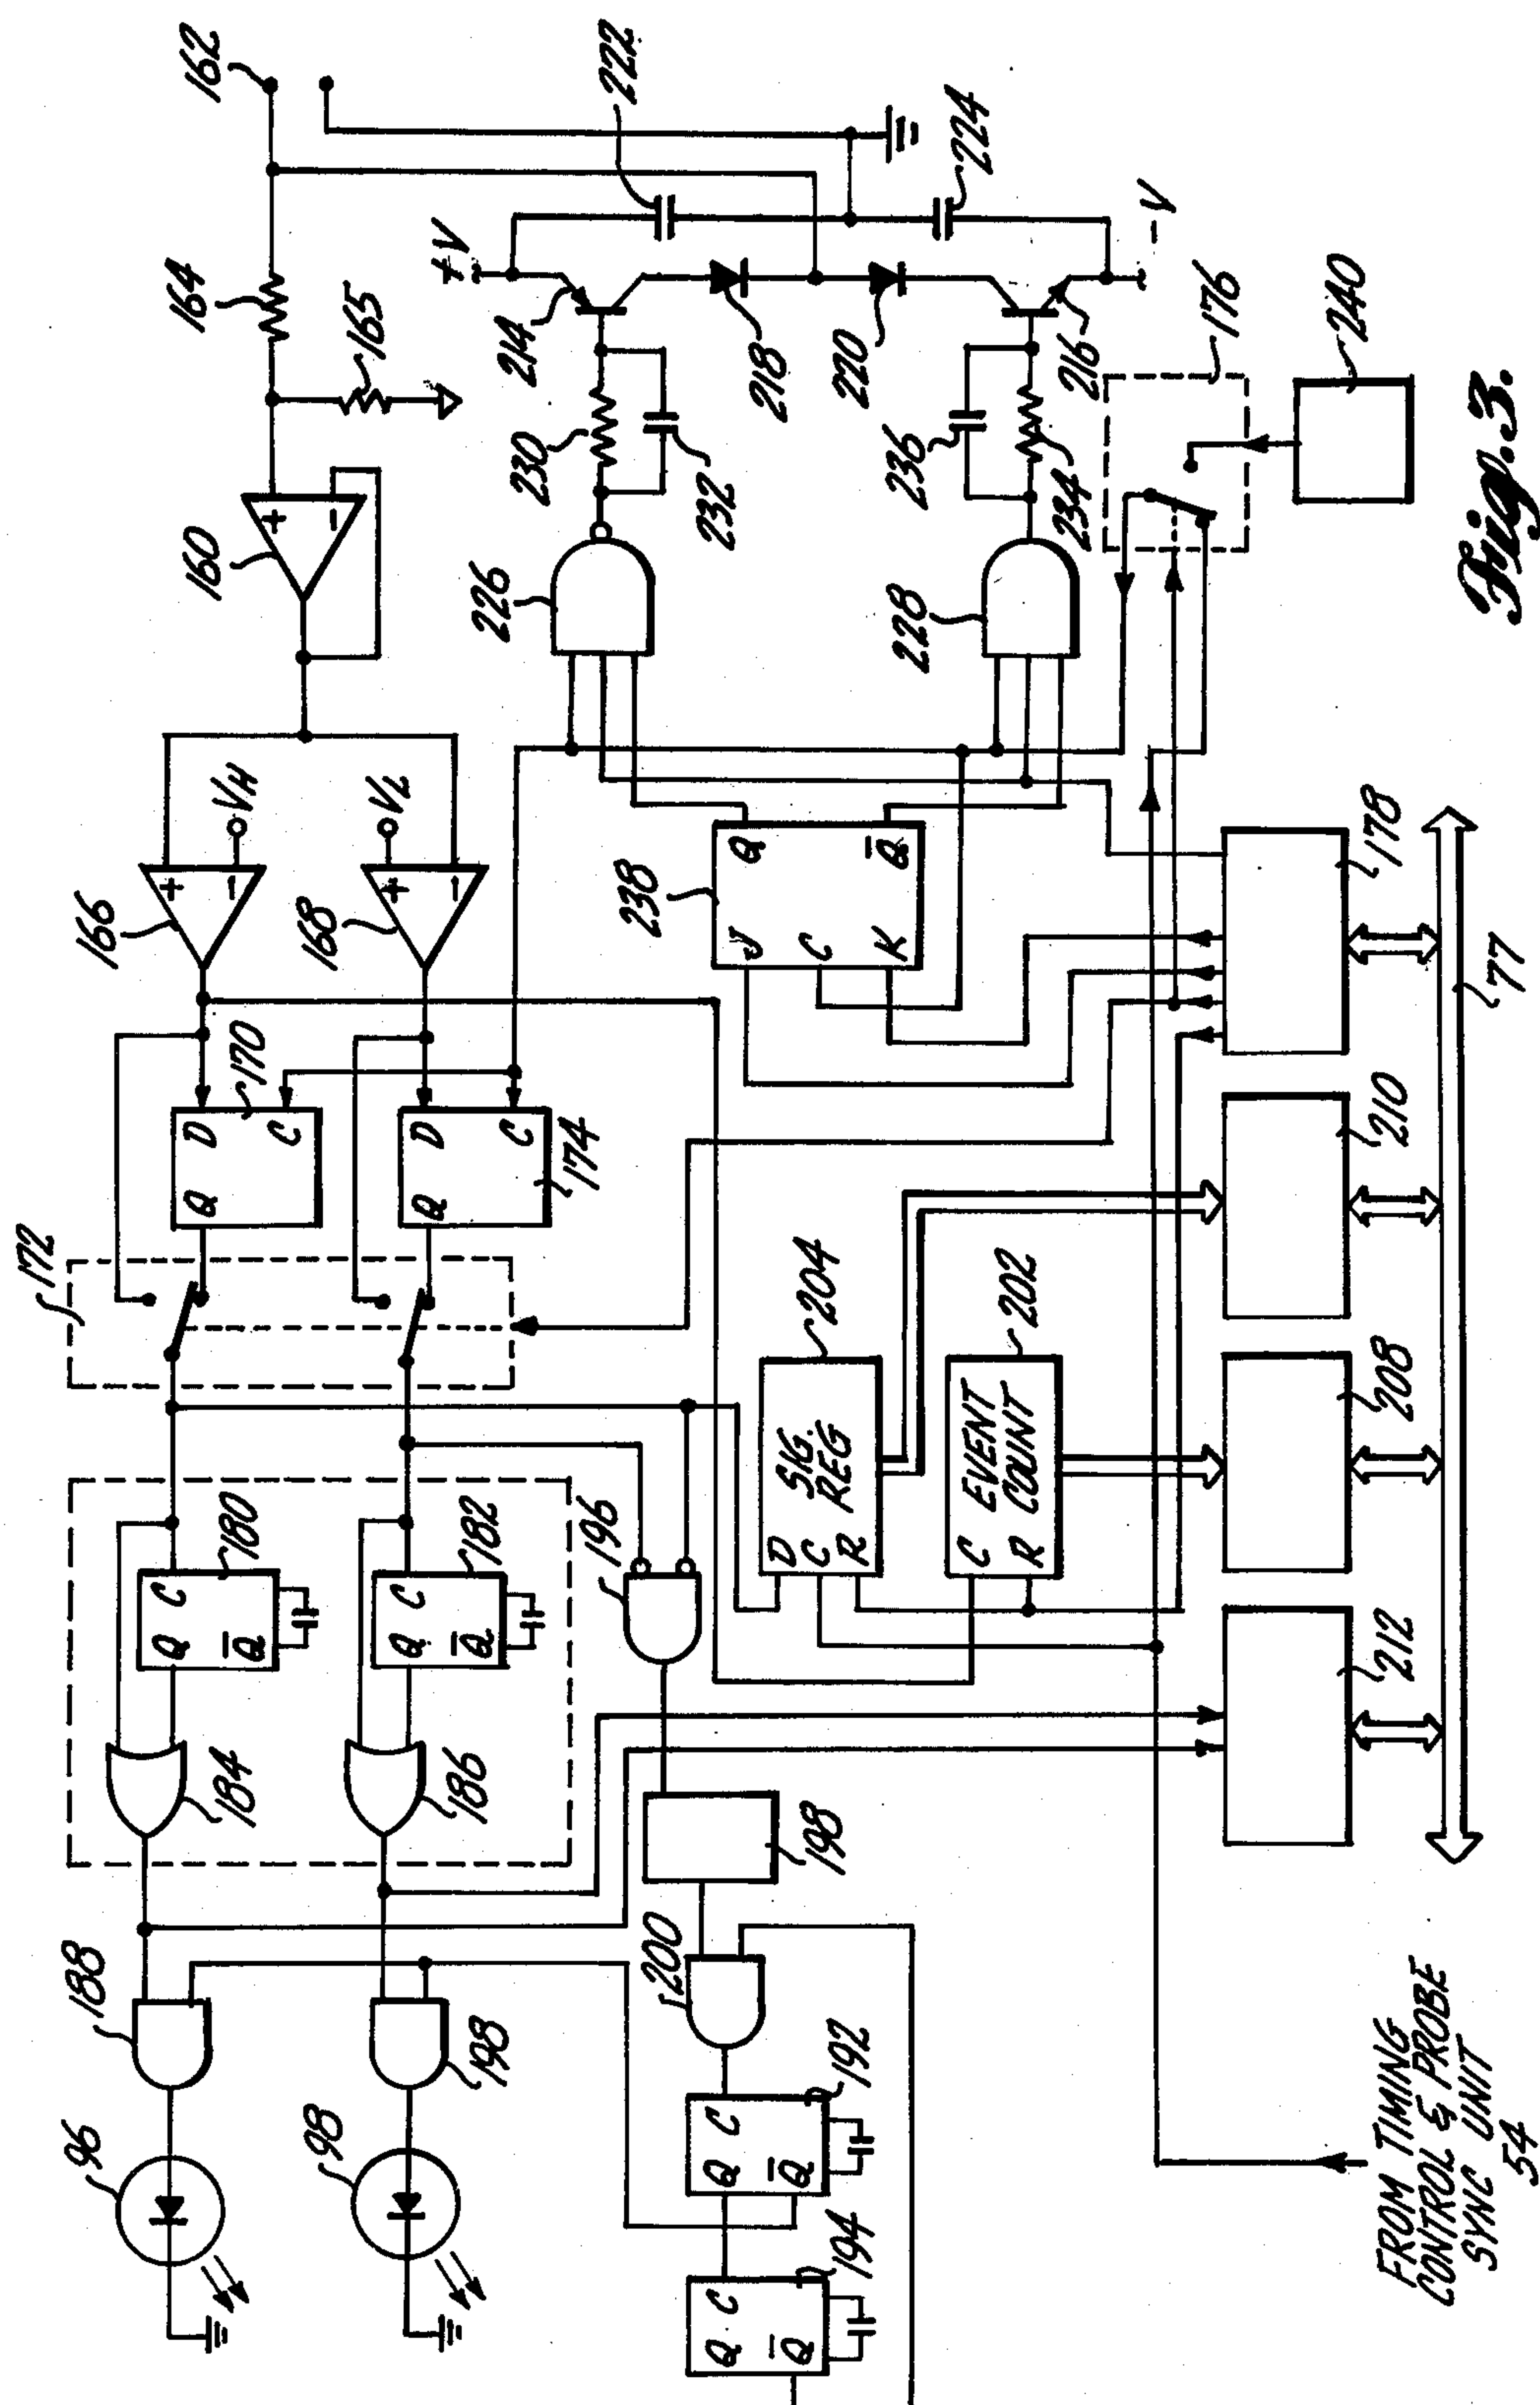 172
96
188
166
160
164
162
Q C
Q D
+
+
Q̅
C
170
VH
−
−
184
180
98
198
186
182
Q C
Q̅
Q D
C
174
168
VL
+
−
165
+V
226
230
214
222
196
200
198
192
194
Q C
Q̅
Q C
Q̅
238
J Q
C
K Q̅
232
218
204
D SIG.
C REG
R
202
C EVENT
R COUNT
228
236
220
224
234
216
−V
176
212
208
210
178
240
77
FROM TIMING
CONTROL & PROBE
SYNC UNIT
54
Fig. 3.